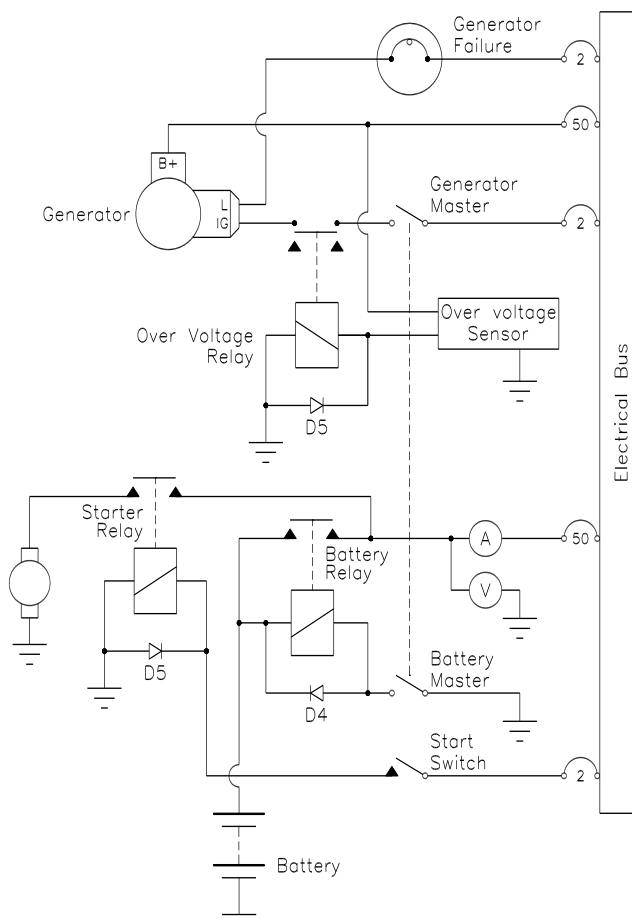 Generator
Failure
2
50
B+
Generator
L
IG
Generator
Master
2
Over Voltage
Relay
Over voltage
Sensor
D5
Electrical Bus
Starter
Relay
Battery
Relay
A
50
V
D5
D4
Battery
Master
Start
Switch
2
Battery